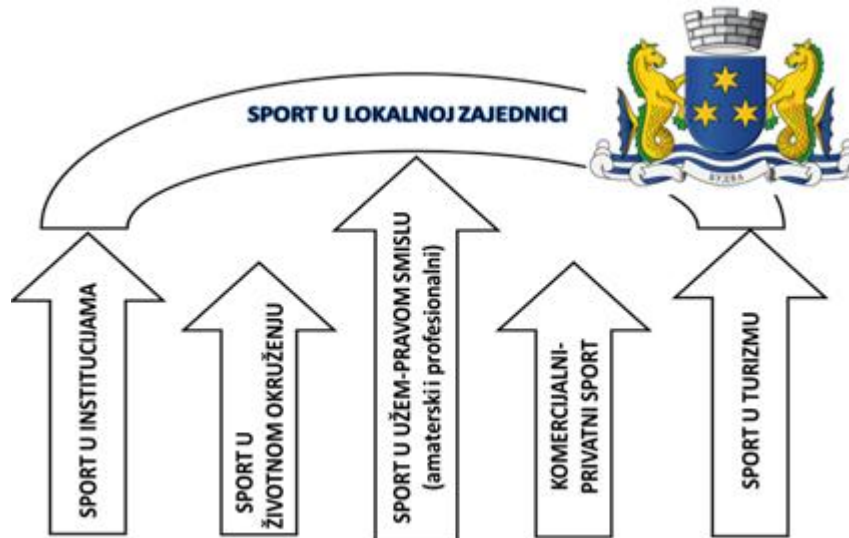 SPORT U LOKALNOJ ZAJEDNICI
БУДВА
SPORT U INSTITUCIJAMA
SPORT U
ŽIVOTNOM OKRUŽENJU
SPORT U UŽEM-PRAVOM SMISLU
(amaterski i profesionalni)
KOMERCIJALNI-
PRIVATNI SPORT
SPORT U TURIZMU